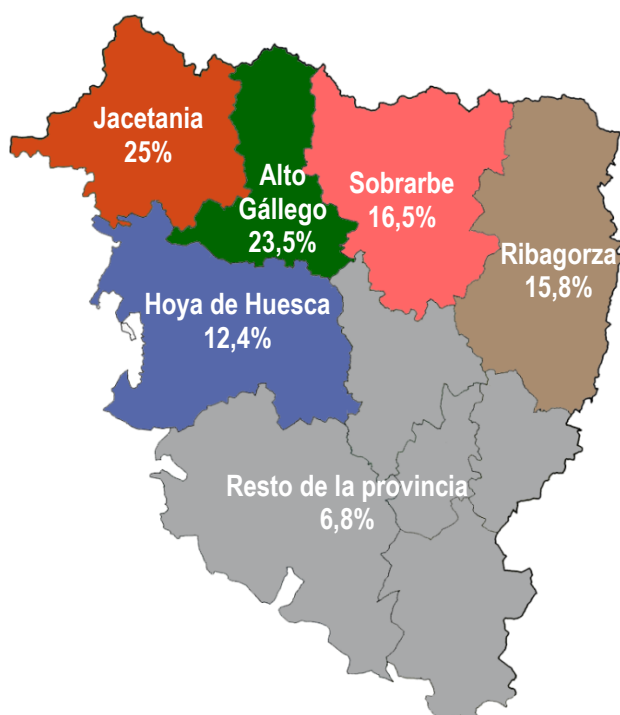 Jacetania
25%
Alto
Gállego
23,5%
Sobrarbe
16,5%
Ribagorza
15,8%
Hoya de Huesca
12,4%
Resto de la provincia
6,8%